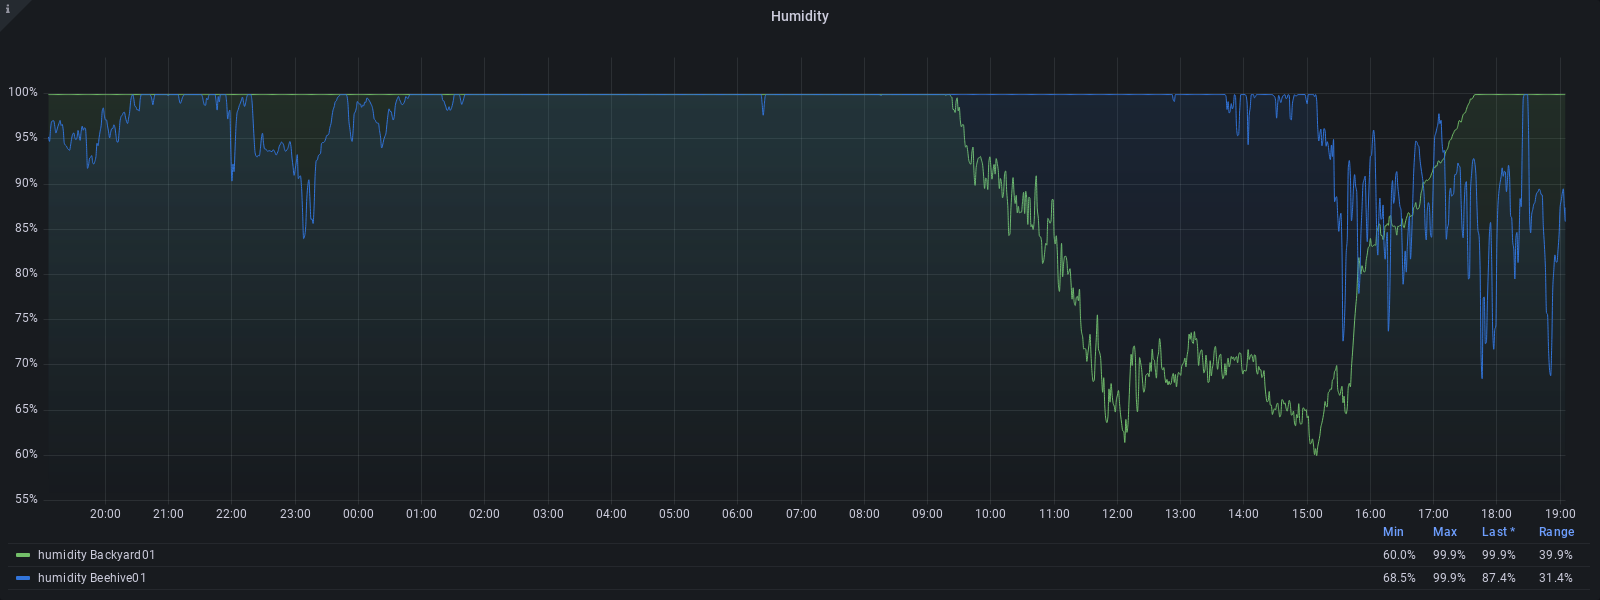 i
Humidity
100%
95%
90%
85%
80%
75%
70%
65%
60%
55%
20:00 21:00 22:00 23:00 00:00 01:00 02:00 03:00 04:00 05:00 06:00 07:00 08:00 09:00 10:00 11:00 12:00 13:00 14:00 15:00 16:00 17:00 18:00 19:00
Min Max Last * Range
humidity Backyard01 60.0% 99.9% 99.9% 39.9%
humidity Beehive01 68.5% 99.9% 87.4% 31.4%